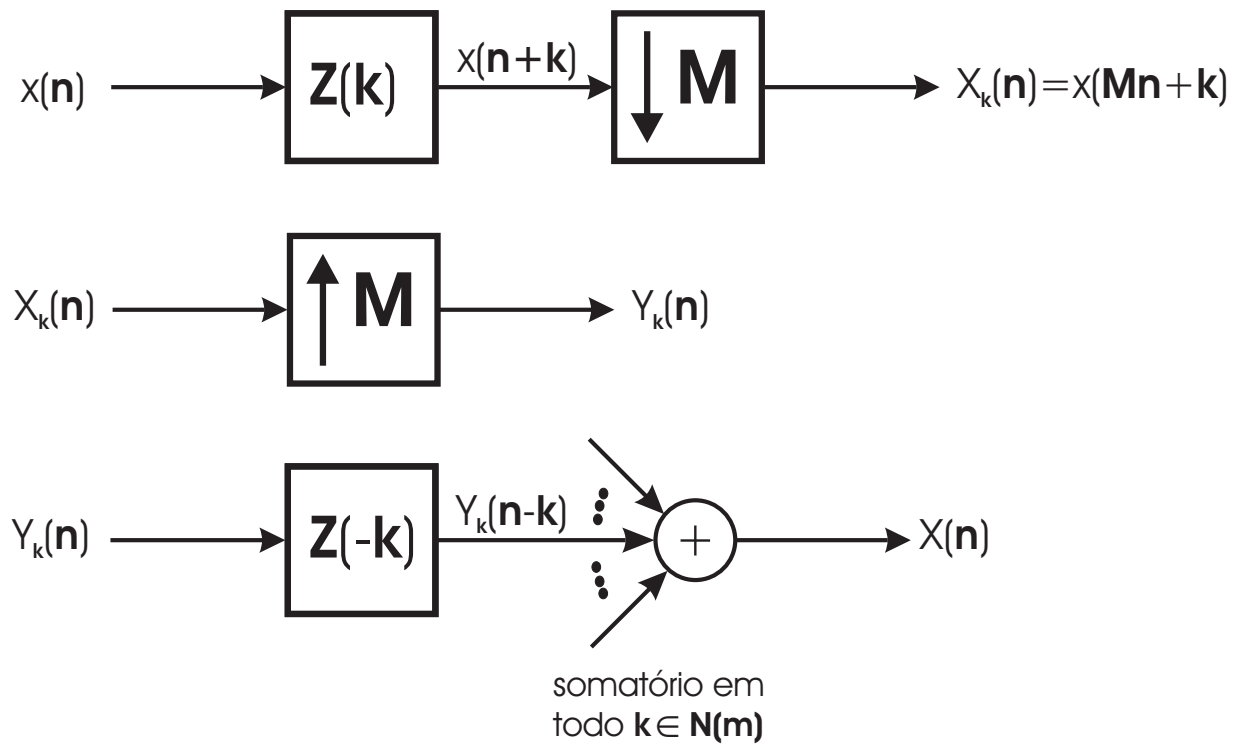 x(n) Z(k) x(n+k) ↓ M X_k(n)=x(Mn+k)
X_k(n) ↑ M Y_k(n)
Y_k(n) Z(-k) Y_k(n-k) + X(n)
somatório em
todo k ∈ N(m)